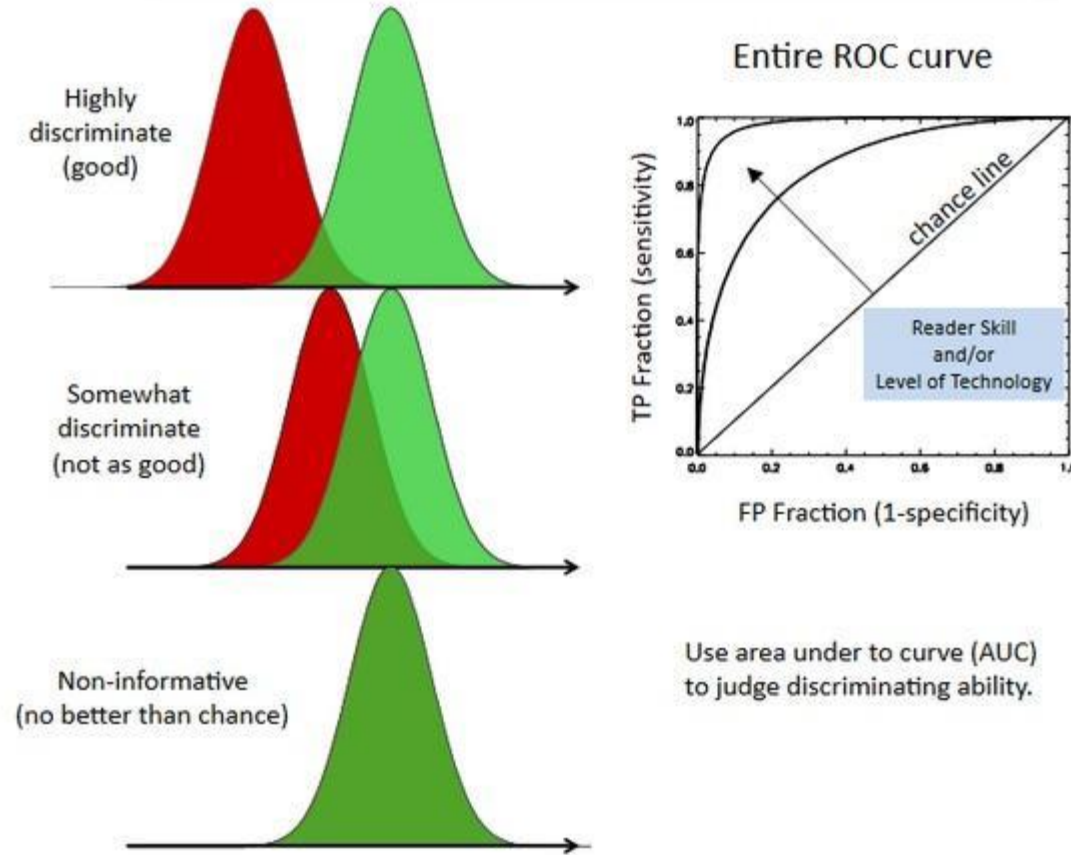 Highly
discriminate
(good)
Somewhat
discriminate
(not as good)
Non-informative
(no better than chance)
Entire ROC curve
TP Fraction (sensitivity)
1.0
0.8
0.6
0.4
0.2
0.0
chance line
Reader Skill
and/or
Level of Technology
0.0 0.2 0.4 0.6 0.8 1.0
FP Fraction (1-specificity)
Use area under to curve (AUC)
to judge discriminating ability.